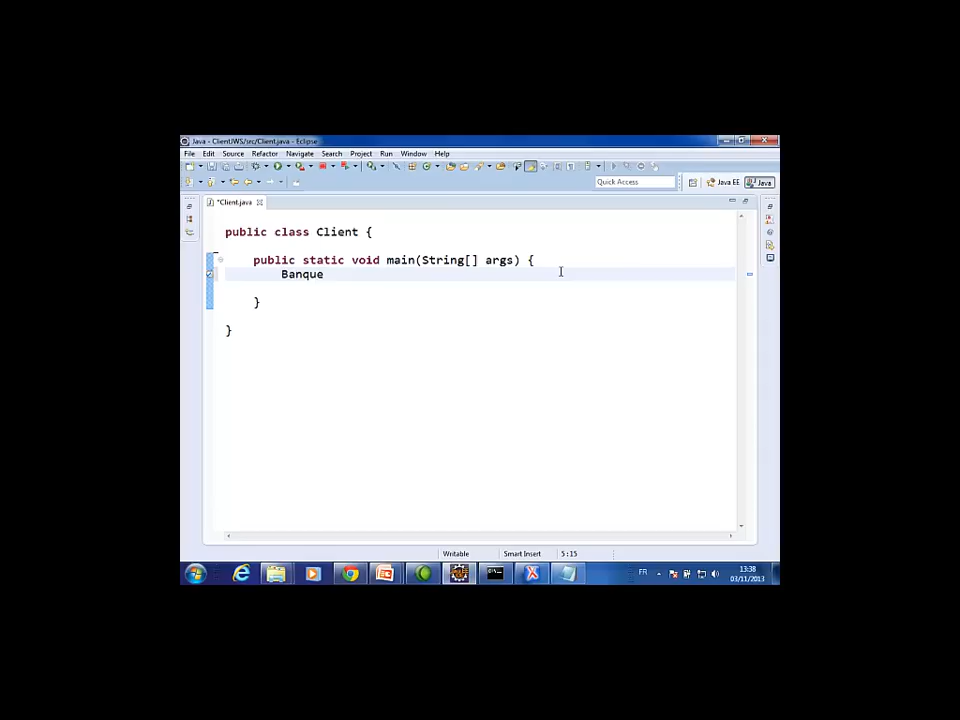 Java - ClientJWS/src/Client.java - Eclipse
File Edit Source Refactor Navigate Search Project Run Window Help
Quick Access
Java EE
Java
*Client.java
public class Client {
public static void main(String[] args) {
Banque
}
}
Writable
Smart Insert
5:15
FR
13:38
03/11/2013